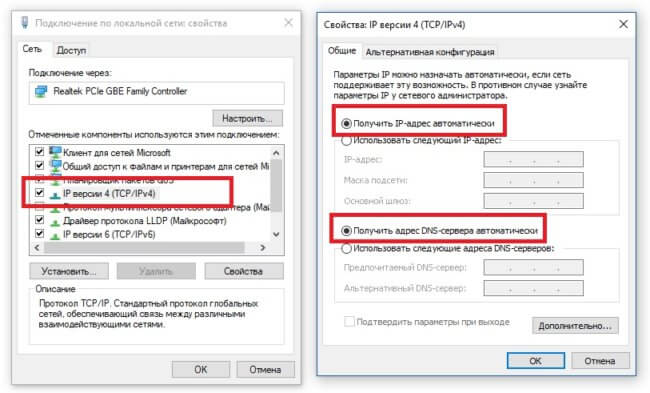 Подключение по локальной сети: свойства
Сеть
Доступ
Подключение через:
Realtek PCIe GBE Family Controller
Настроить...
Отмеченные компоненты используются этим подключением:
Клиент для сетей Microsoft
Общий доступ к файлам и принтерам для сетей Mi
Планировщик пакетов QoS
IP версии 4 (TCP/IPv4)
Протокол мультиплексора сетевого адаптера (Май
Драйвер протокола LLDP (Майкрософт)
IP версии 6 (TCP/IPv6)
Установить...
Удалить
Свойства
Описание
Протокол TCP/IP. Стандартный протокол глобальных
сетей, обеспечивающий связь между различными
взаимодействующими сетями.
ОК
Отмена
Свойства: IP версии 4 (TCP/IPv4)
Общие
Альтернативная конфигурация
Параметры IP можно назначать автоматически, если сеть
поддерживает эту возможность. В противном случае узнайте
параметры IP у сетевого администратора.
Получить IP-адрес автоматически
Использовать следующий IP-адрес:
IP-адрес:
Маска подсети:
Основной шлюз:
Получить адрес DNS-сервера автоматически
Использовать следующие адреса DNS-серверов:
Предпочитаемый DNS-сервер:
Альтернативный DNS-сервер:
Подтвердить параметры при выходе
Дополнительно...
ОК
Отмена